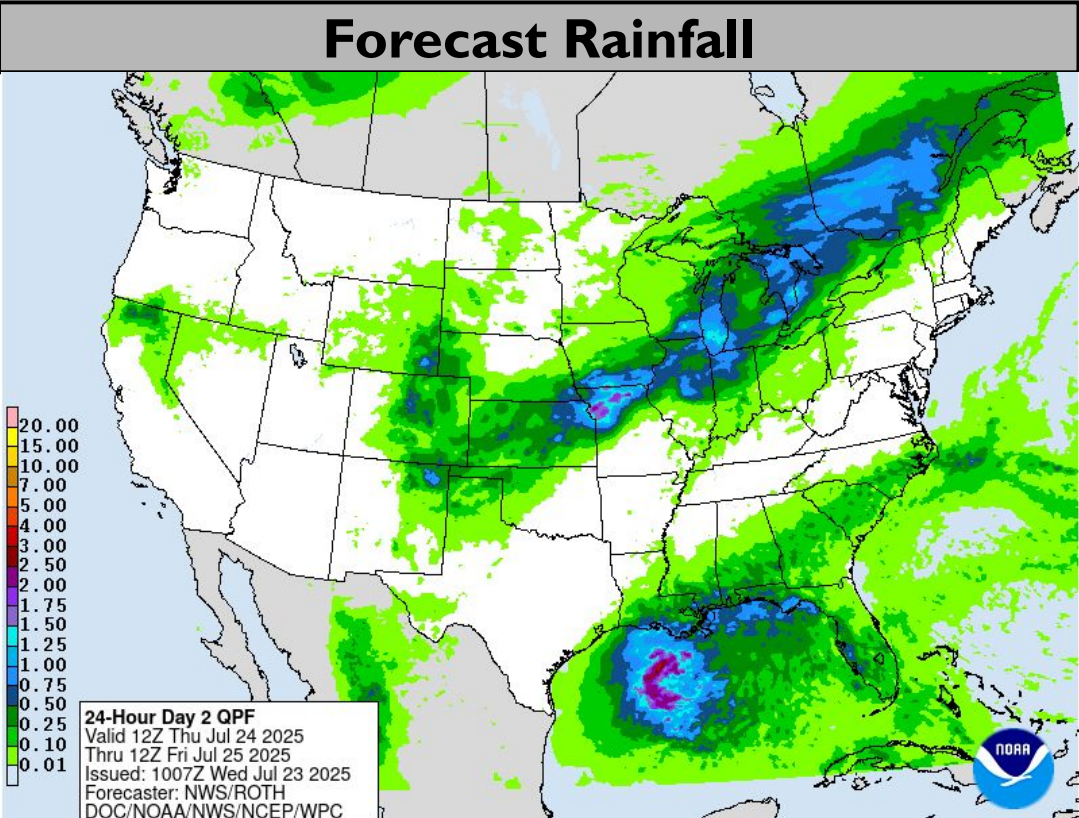 Forecast Rainfall
20.00
15.00
10.00
7.00
5.00
4.00
3.00
2.50
2.00
1.75
1.50
1.25
1.00
0.75
0.50
0.25
0.10
0.01
24-Hour Day 2 QPF
Valid 12Z Thu Jul 24 2025
Thru 12Z Fri Jul 25 2025
Issued: 1007Z Wed Jul 23 2025
Forecaster: NWS/ROTH
DOC/NOAA/NWS/NCEP/WPC
NOAA